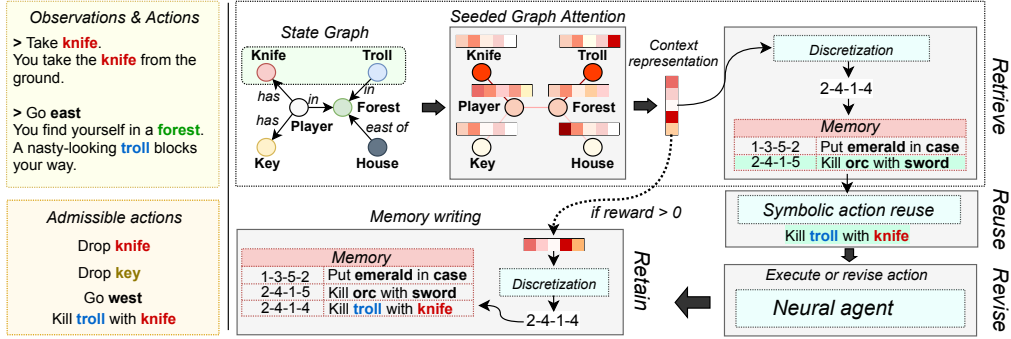 Observations & Actions
> Take knife.
You take the knife from the
ground.
> Go east
You find yourself in a forest.
A nasty-looking troll blocks
your way.
Admissible actions
Drop knife
Drop key
Go west
Kill troll with knife
State Graph
Knife
Troll
has
in
in
Player
Forest
has
east of
Key
House
Seeded Graph Attention
Knife
Troll
Player
Forest
Key
House
Context
representation
Discretization
2-4-1-4
Memory
1-3-5-2 Put emerald in case
2-4-1-5 Kill orc with sword
Retrieve
Symbolic action reuse
Kill troll with knife
Reuse
Execute or revise action
Neural agent
Revise
if reward > 0
Memory writing
Memory
1-3-5-2 Put emerald in case
2-4-1-5 Kill orc with sword
2-4-1-4 Kill troll with knife
Discretization
2-4-1-4
Retain